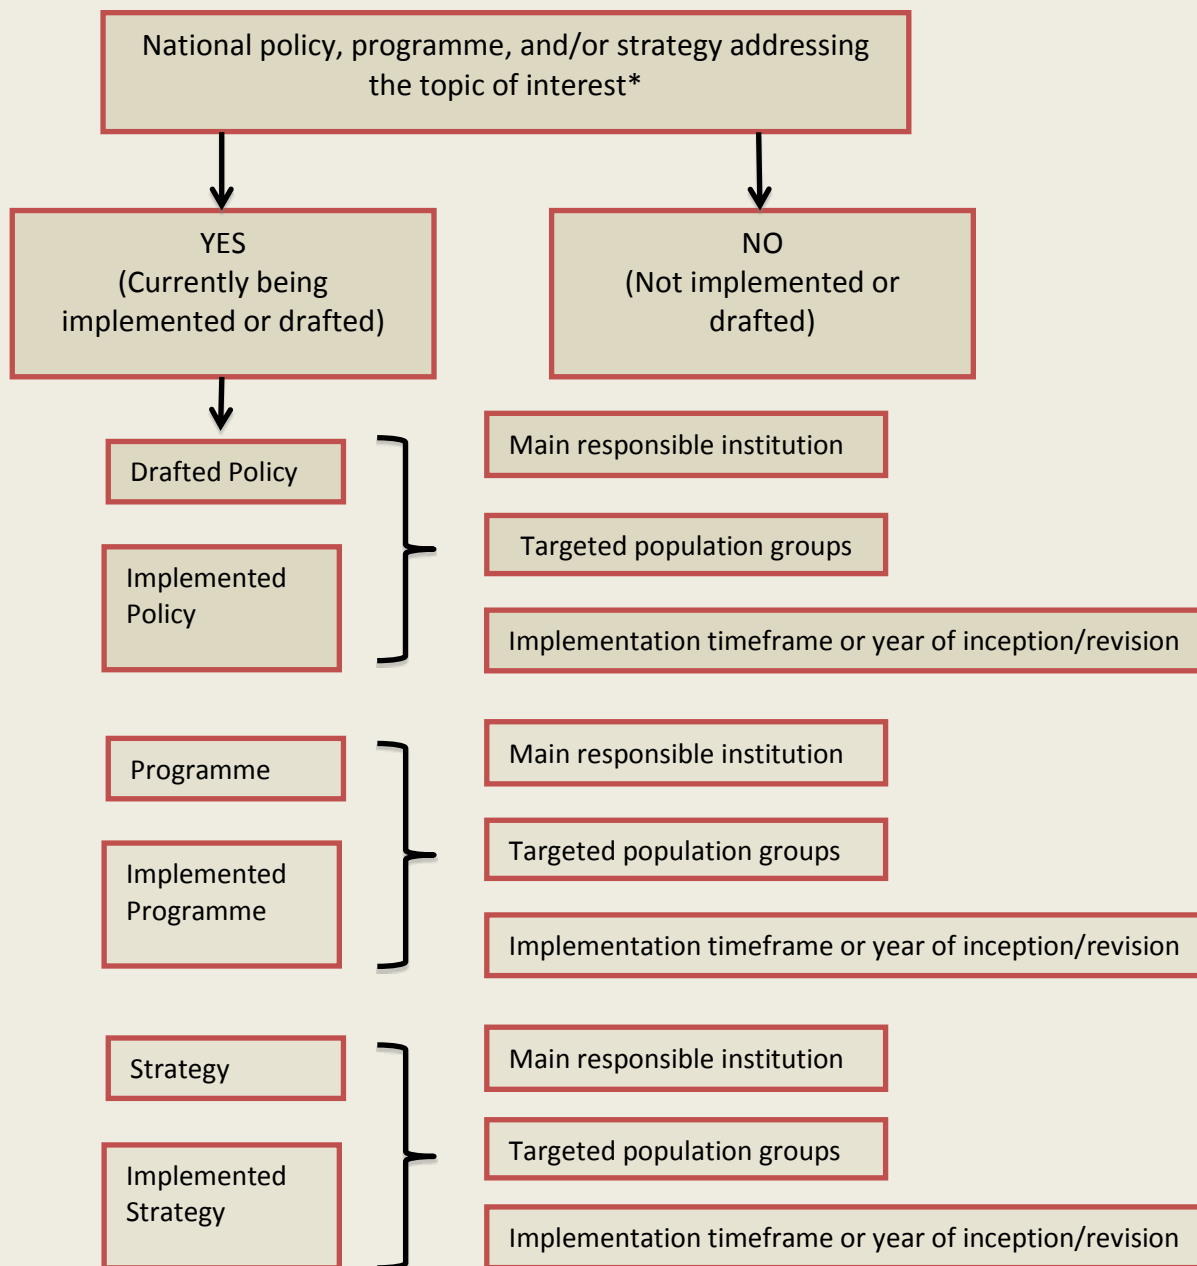 National policy, programme, and/or strategy addressing
the topic of interest*
YES
(Currently being
implemented or drafted)
NO
(Not implemented or
drafted)
Drafted Policy
Implemented
Policy
Main responsible institution
Targeted population groups
Implementation timeframe or year of inception/revision
Programme
Implemented
Programme
Main responsible institution
Targeted population groups
Implementation timeframe or year of inception/revision
Strategy
Implemented
Strategy
Main responsible institution
Targeted population groups
Implementation timeframe or year of inception/revision